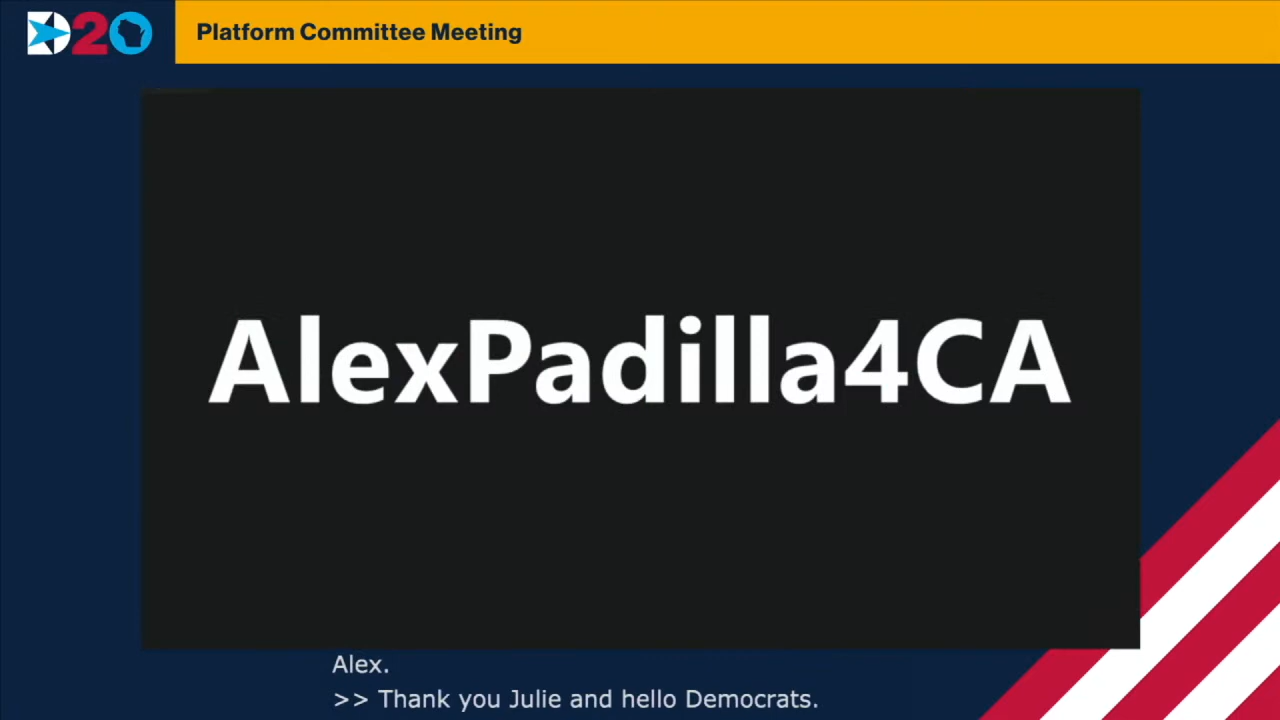 D20
Platform Committee Meeting
AlexPadilla4CA
Alex.
>> Thank you Julie and hello Democrats.